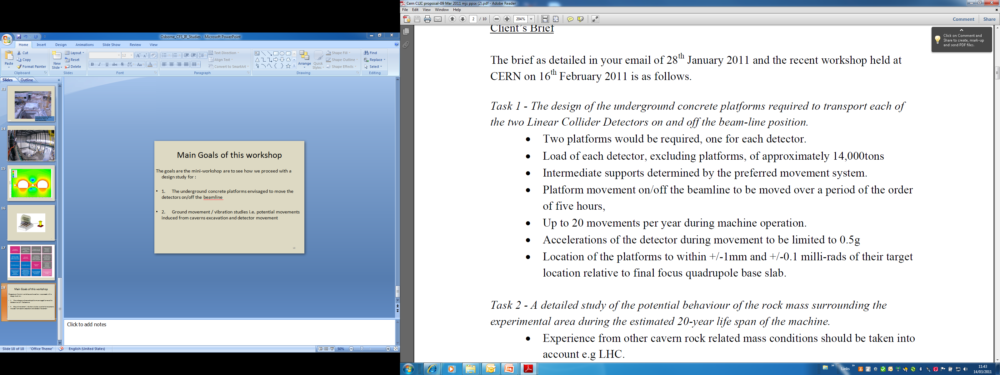 Osborne_CFS_IR_Studies - Microsoft PowerPoint
Home Insert Design Animations Slide Show Review View
Paste
Cut
Copy
Format Painter
Clipboard
New Slide
Layout
Reset
Delete
Slides
12
Font
Text Direction
Align Text
Convert to SmartArt
Paragraph
Arrange
Quick Styles
Shape Fill
Shape Outline
Shape Effects
Drawing
Find
Replace
Select
Editing
Slides Outline
13
14
15
16
17
18
Main Goals of this workshop
Main Goals of this workshop
The goals are the mini-workshop are to see how we proceed with a
design study for :
• 1. The underground concrete platforms envisaged to move the
detectors on/off the beamline
• 2. Ground movement / vibration studies i.e. potential movements
induced from caverns excavation and detector movement
18
Click to add notes
Slide 18 of 18 "Office Theme" English (United States) 50%
Cern CLIC proposal-09 Mar 2011 mjs ppsx (2).pdf - Adobe Reader
File Edit View Window Help
2 / 10 204% Comment Share
Click on Comment and
Share to create, mark-up
and send PDF files.
Client's Brief
The brief as detailed in your email of 28th January 2011 and the recent workshop held at
CERN on 16th February 2011 is as follows.
Task 1 - The design of the underground concrete platforms required to transport each of
the two Linear Collider Detectors on and off the beam-line position.
• Two platforms would be required, one for each detector.
• Load of each detector, excluding platforms, of approximately 14,000tons
• Intermediate supports determined by the preferred movement system.
• Platform movement on/off the beamline to be moved over a period of the order
of five hours,
• Up to 20 movements per year during machine operation.
• Accelerations of the detector during movement to be limited to 0.5g
• Location of the platforms to within +/-1mm and +/-0.1 milli-rads of their target
location relative to final focus quadrupole base slab.
Task 2 - A detailed study of the potential behaviour of the rock mass surrounding the
experimental area during the estimated 20-year life span of the machine.
• Experience from other cavern rock related mass conditions should be taken into
account e.g LHC.
Links
11:43
14/03/2011